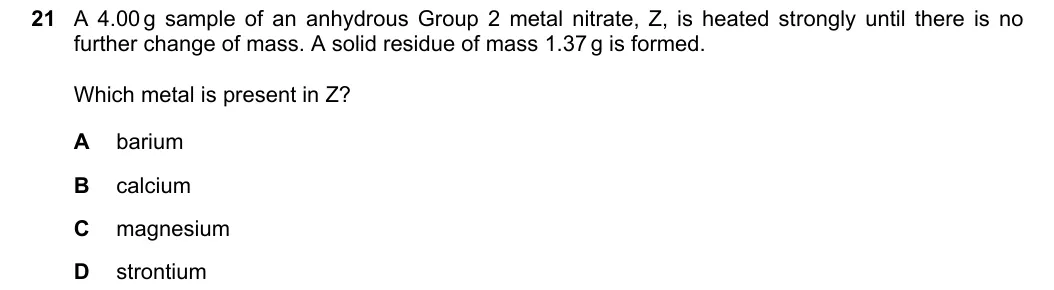 21 A 4.00 g sample of an anhydrous Group 2 metal nitrate, Z, is heated strongly until there is no
further change of mass. A solid residue of mass 1.37 g is formed.
Which metal is present in Z?
A barium
B calcium
C magnesium
D strontium